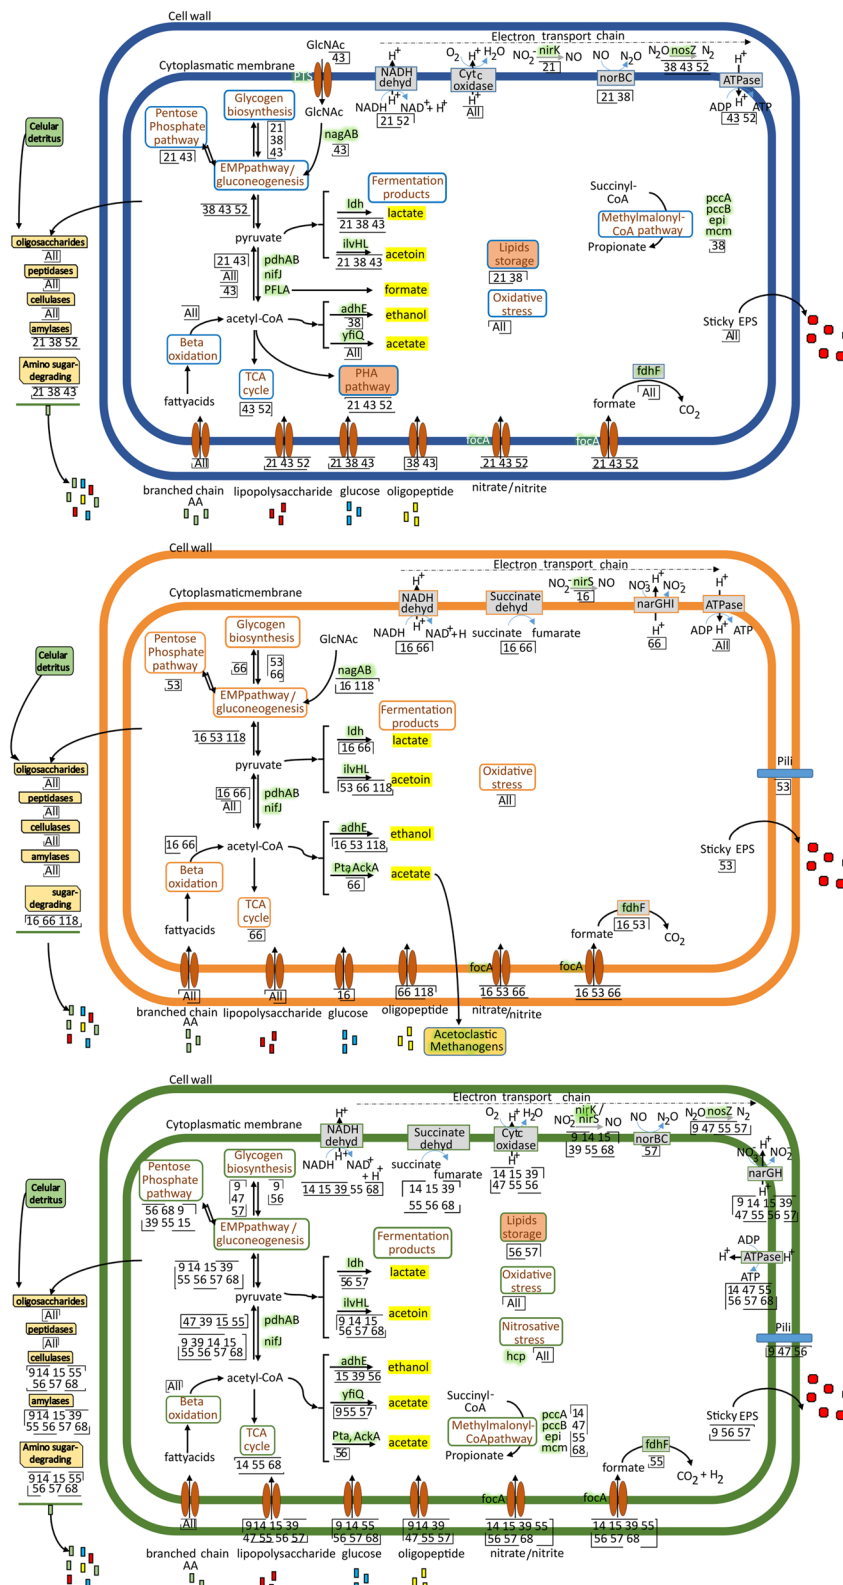 Cell wall
Electron transport chain
GlcNAc
43
H+
O2 H+ H2O
NO2- nirK NO
21
NO N2O
N2O nosZ N2
38 43 52
H+
Cytoplasmatic membrane
PTS
NADH dehyd
Cytc oxidase
norBC
ATPase
NADH H+ NAD+ + H+
21 52
H+
All
21 38
ADP H+ ATP
43 52
Celular detritus
Pentose Phosphate pathway
21 43
Glycogen biosynthesis
21
38
43
GlcNAc
nagAB
43
EMPpathway/ gluconeogenesis
Fermentation products
38 43 52
ldh
21 38 43
lactate
pyruvate
ilvHL
21 38 43
acetoin
Succinyl-CoA
Methylmalonyl-CoA pathway
Propionate
pccA
pccB
epi
mcm
38
oligosaccharides
All
peptidases
All
cellulases
All
amylases
21 38 52
Amino sugar-degrading
21 38 43
21 43
All
43
pdhAB
nifJ
PFLA
formate
Lipids storage
21 38
Oxidative stress
All
All
acetyl-CoA
adhE
38
ethanol
yfiQ
All
acetate
Sticky EPS
All
Beta oxidation
TCA cycle
43 52
PHA pathway
21 43 52
fattyacids
fdhF
All
formate
CO2
focA
focA
All
21 43 52
21 38 43
38 43
21 43 52
21 43 52
branched chain AA
lipopolysaccharide
glucose
oligopeptide
nitrate/nitrite
Cell wall
Electron transport chain
H+
NO2- nirS NO
16
NO3- H+ NO2-
H+
Cytoplasmaticmembrane
NADH dehyd
Succinate dehyd
narGHI
ATPase
NADH H+ NAD+ +H
16 66
succinate fumarate
16 66
H+
66
ADP H+ ATP
All
Celular detritus
Pentose Phosphate pathway
53
Glycogen biosynthesis
66
53
66
GlcNAc
nagAB
16 118
EMPpathway/ gluconeogenesis
Fermentation products
16 53 118
ldh
16 66
lactate
pyruvate
ilvHL
53 66 118
acetoin
Oxidative stress
All
Pili
53
oligosaccharides
All
peptidases
All
cellulases
All
amylases
All
sugar-degrading
16 66 118
16 66
All
pdhAB
nifJ
16 66
acetyl-CoA
adhE
16 53 118
ethanol
Pta, AckA
66
acetate
Sticky EPS
53
Beta oxidation
TCA cycle
66
fattyacids
fdhF
16 53
formate
CO2
focA
focA
All
All
16
66 118
16 53 66
16 53 66
branched chain AA
lipopolysaccharide
glucose
oligopeptide
nitrate/nitrite
Acetoclastic Methanogens
Cell wall
Electron transport chain
H+
O2 H+ H2O
nirK/
NO2- nirS NO
9 14 15
39 55 68
NO N2O
N2O nosZ N2
9 47 55 57
Cytoplasmatic membrane
NADH dehyd
Succinate dehyd
Cytc oxidase
norBC
57
NO3- H+ NO2-
narGH
H+
9 14 15 39
47 55 56 57
NADH H+ NAD+ + H+
14 15 39 55 68
succinate fumarate
14 15 39
55 56 68
H+
14 15 39
47 55 56
Celular detritus
Pentose Phosphate pathway
56 68 9
39 55 15
Glycogen biosynthesis
9
47
57
9
56
EMPpathway/ gluconeogenesis
Fermentation products
Lipids storage
56 57
ADP
H+ ATPase H+
ATP
14 47 55
56 57 68
9 14 15 39
55 56 57 68
ldh
56 57
lactate
Oxidative stress
All
pyruvate
ilvHL
9 14 15
56 57 68
acetoin
Nitrosative stress
hcp All
Pili
9 47 56
oligosaccharides
All
peptidases
All
cellulases
9 14 15 55
56 57 68
amylases
9 14 15 39
55 56 57 68
Amino sugar-degrading
9 14 15 55
56 57 68
47 39 15 55
pdhAB
9 39 14 15
55 56 57 68
nifJ
All
acetyl-CoA
adhE
15 39 56
ethanol
yfiQ
9 55 57
acetate
Pta, AckA
56
acetate
Succinyl-CoA
Methylmalonyl-CoApathway
Propionate
pccA
pccB
epi
mcm
14
47
55
68
Sticky EPS
9 56 57
Beta oxidation
TCA cycle
14 55 68
fattyacids
fdhF
55
formate
CO2 + H2
focA
focA
All
9 14 15 39
47 55 56 57
9 14 55
56 57 68
9 14 39
47 55 57
14 15 39 55
56 57 68
14 15 39 55
56 57 68
branched chain AA
lipopolysaccharide
glucose
oligopeptide
nitrate/nitrite